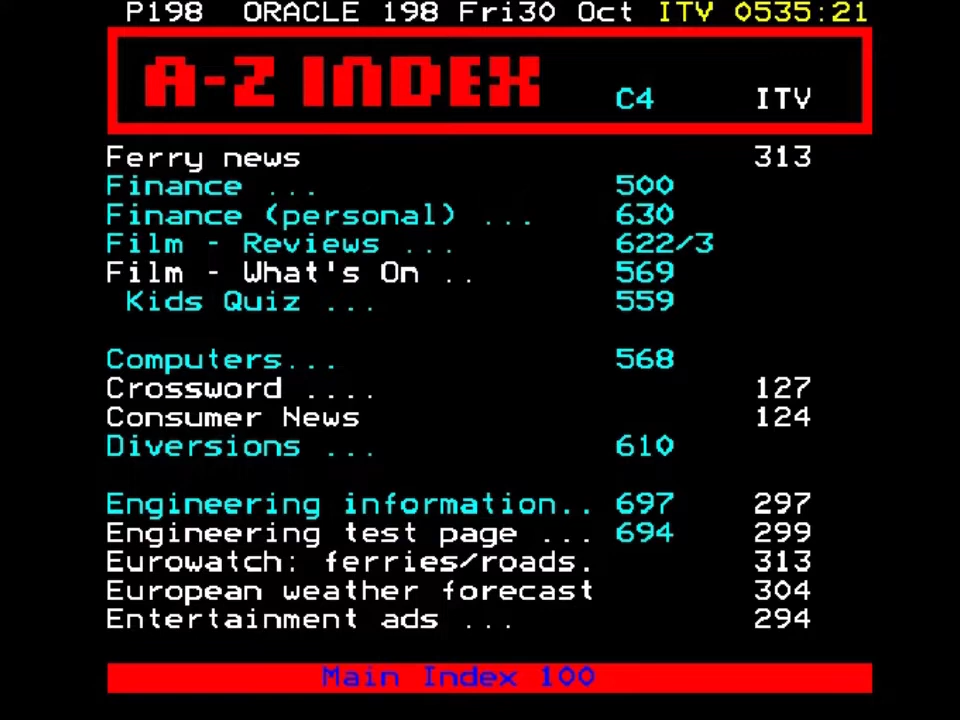 P198 ORACLE 198 Fri30 Oct ITV 0535:21
A-Z INDEX C4 ITV
Ferry news 313
Finance ... 500
Finance (personal) ... 630
Film - Reviews ... 622/3
Film - What's On .. 569
Kids Quiz ... 559
Computers... 568
Crossword .... 127
Consumer News 124
Diversions ... 610
Engineering information.. 697 297
Engineering test page ... 694 299
Eurowatch: ferries/roads. 313
European weather forecast 304
Entertainment ads ... 294
Main Index 100